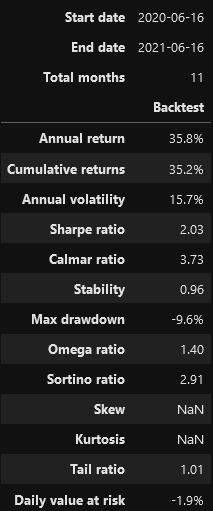 Start date 2020-06-16
End date 2021-06-16
Total months 11
Backtest
Annual return 35.8%
Cumulative returns 35.2%
Annual volatility 15.7%
Sharpe ratio 2.03
Calmar ratio 3.73
Stability 0.96
Max drawdown -9.6%
Omega ratio 1.40
Sortino ratio 2.91
Skew NaN
Kurtosis NaN
Tail ratio 1.01
Daily value at risk -1.9%